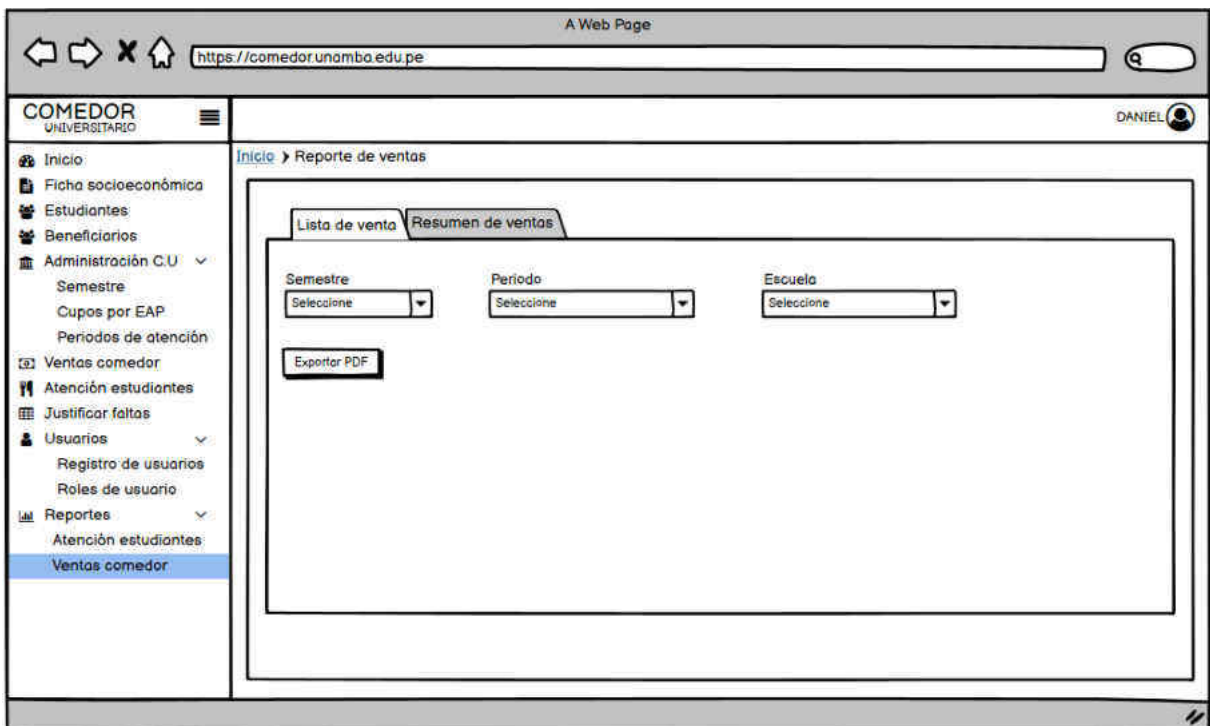 A Web Page
https://comedor.unamba.edu.pe
COMEDOR
UNIVERSITARIO
DANIEL
Inicio
Ficha socioeconómica
Estudiantes
Beneficiarios
Administración C.U
Semestre
Cupos por EAP
Periodos de atención
Ventas comedor
Atención estudiantes
Justificar faltas
Usuarios
Registro de usuarios
Roles de usuario
Reportes
Atención estudiantes
Ventas comedor
Inicio > Reporte de ventas
Lista de venta Resumen de ventas
Semestre Periodo Escuela
Seleccione Seleccione Seleccione
Exportar PDF